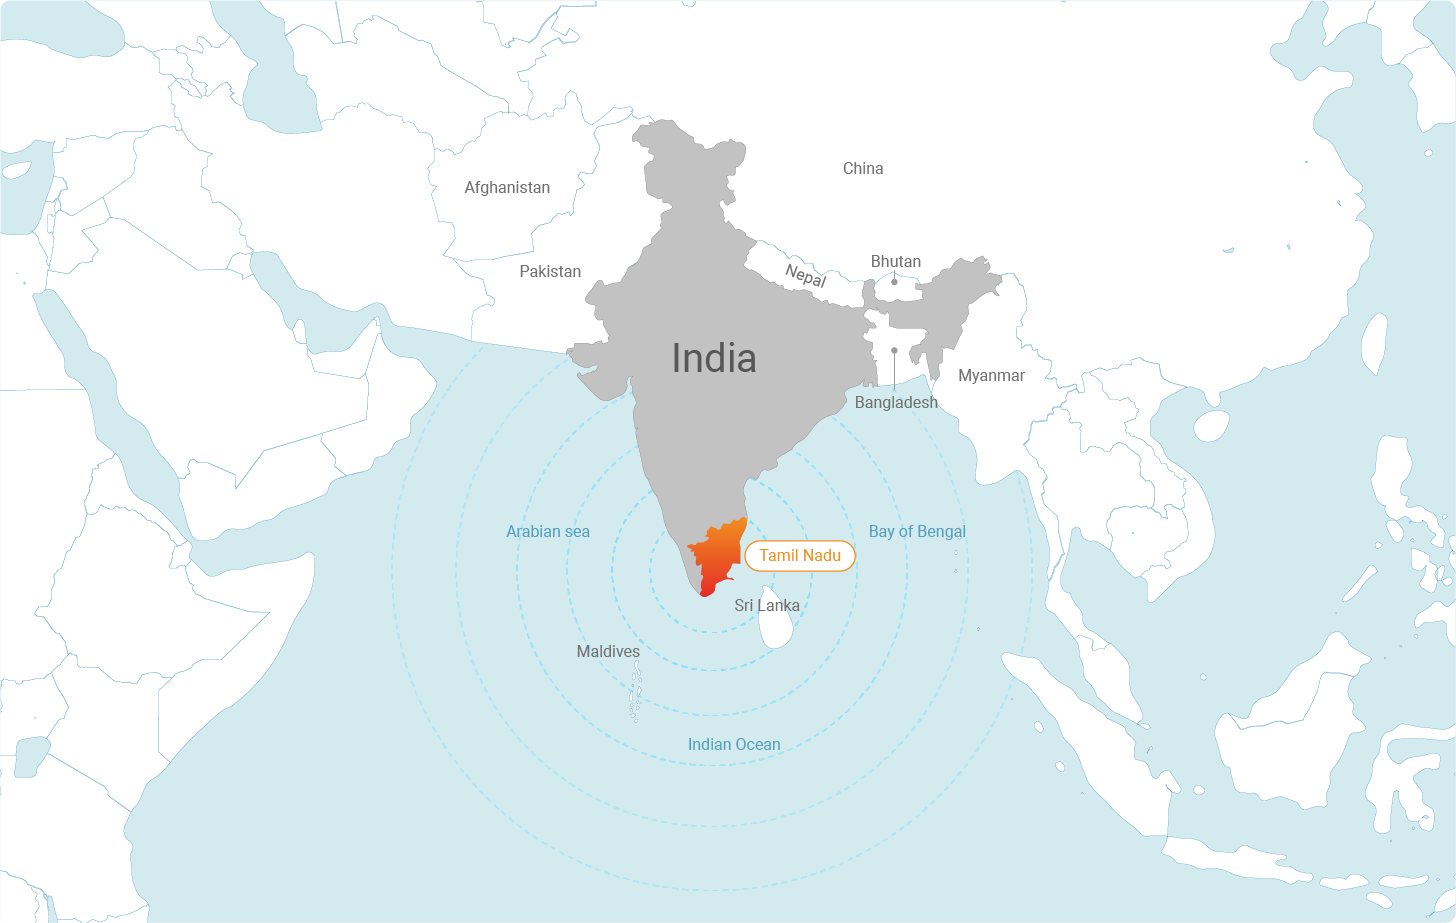 China
Afghanistan
Bhutan
Pakistan
Nepal
India
Myanmar
Bangladesh
Arabian sea
Bay of Bengal
Tamil Nadu
Sri Lanka
Maldives
Indian Ocean